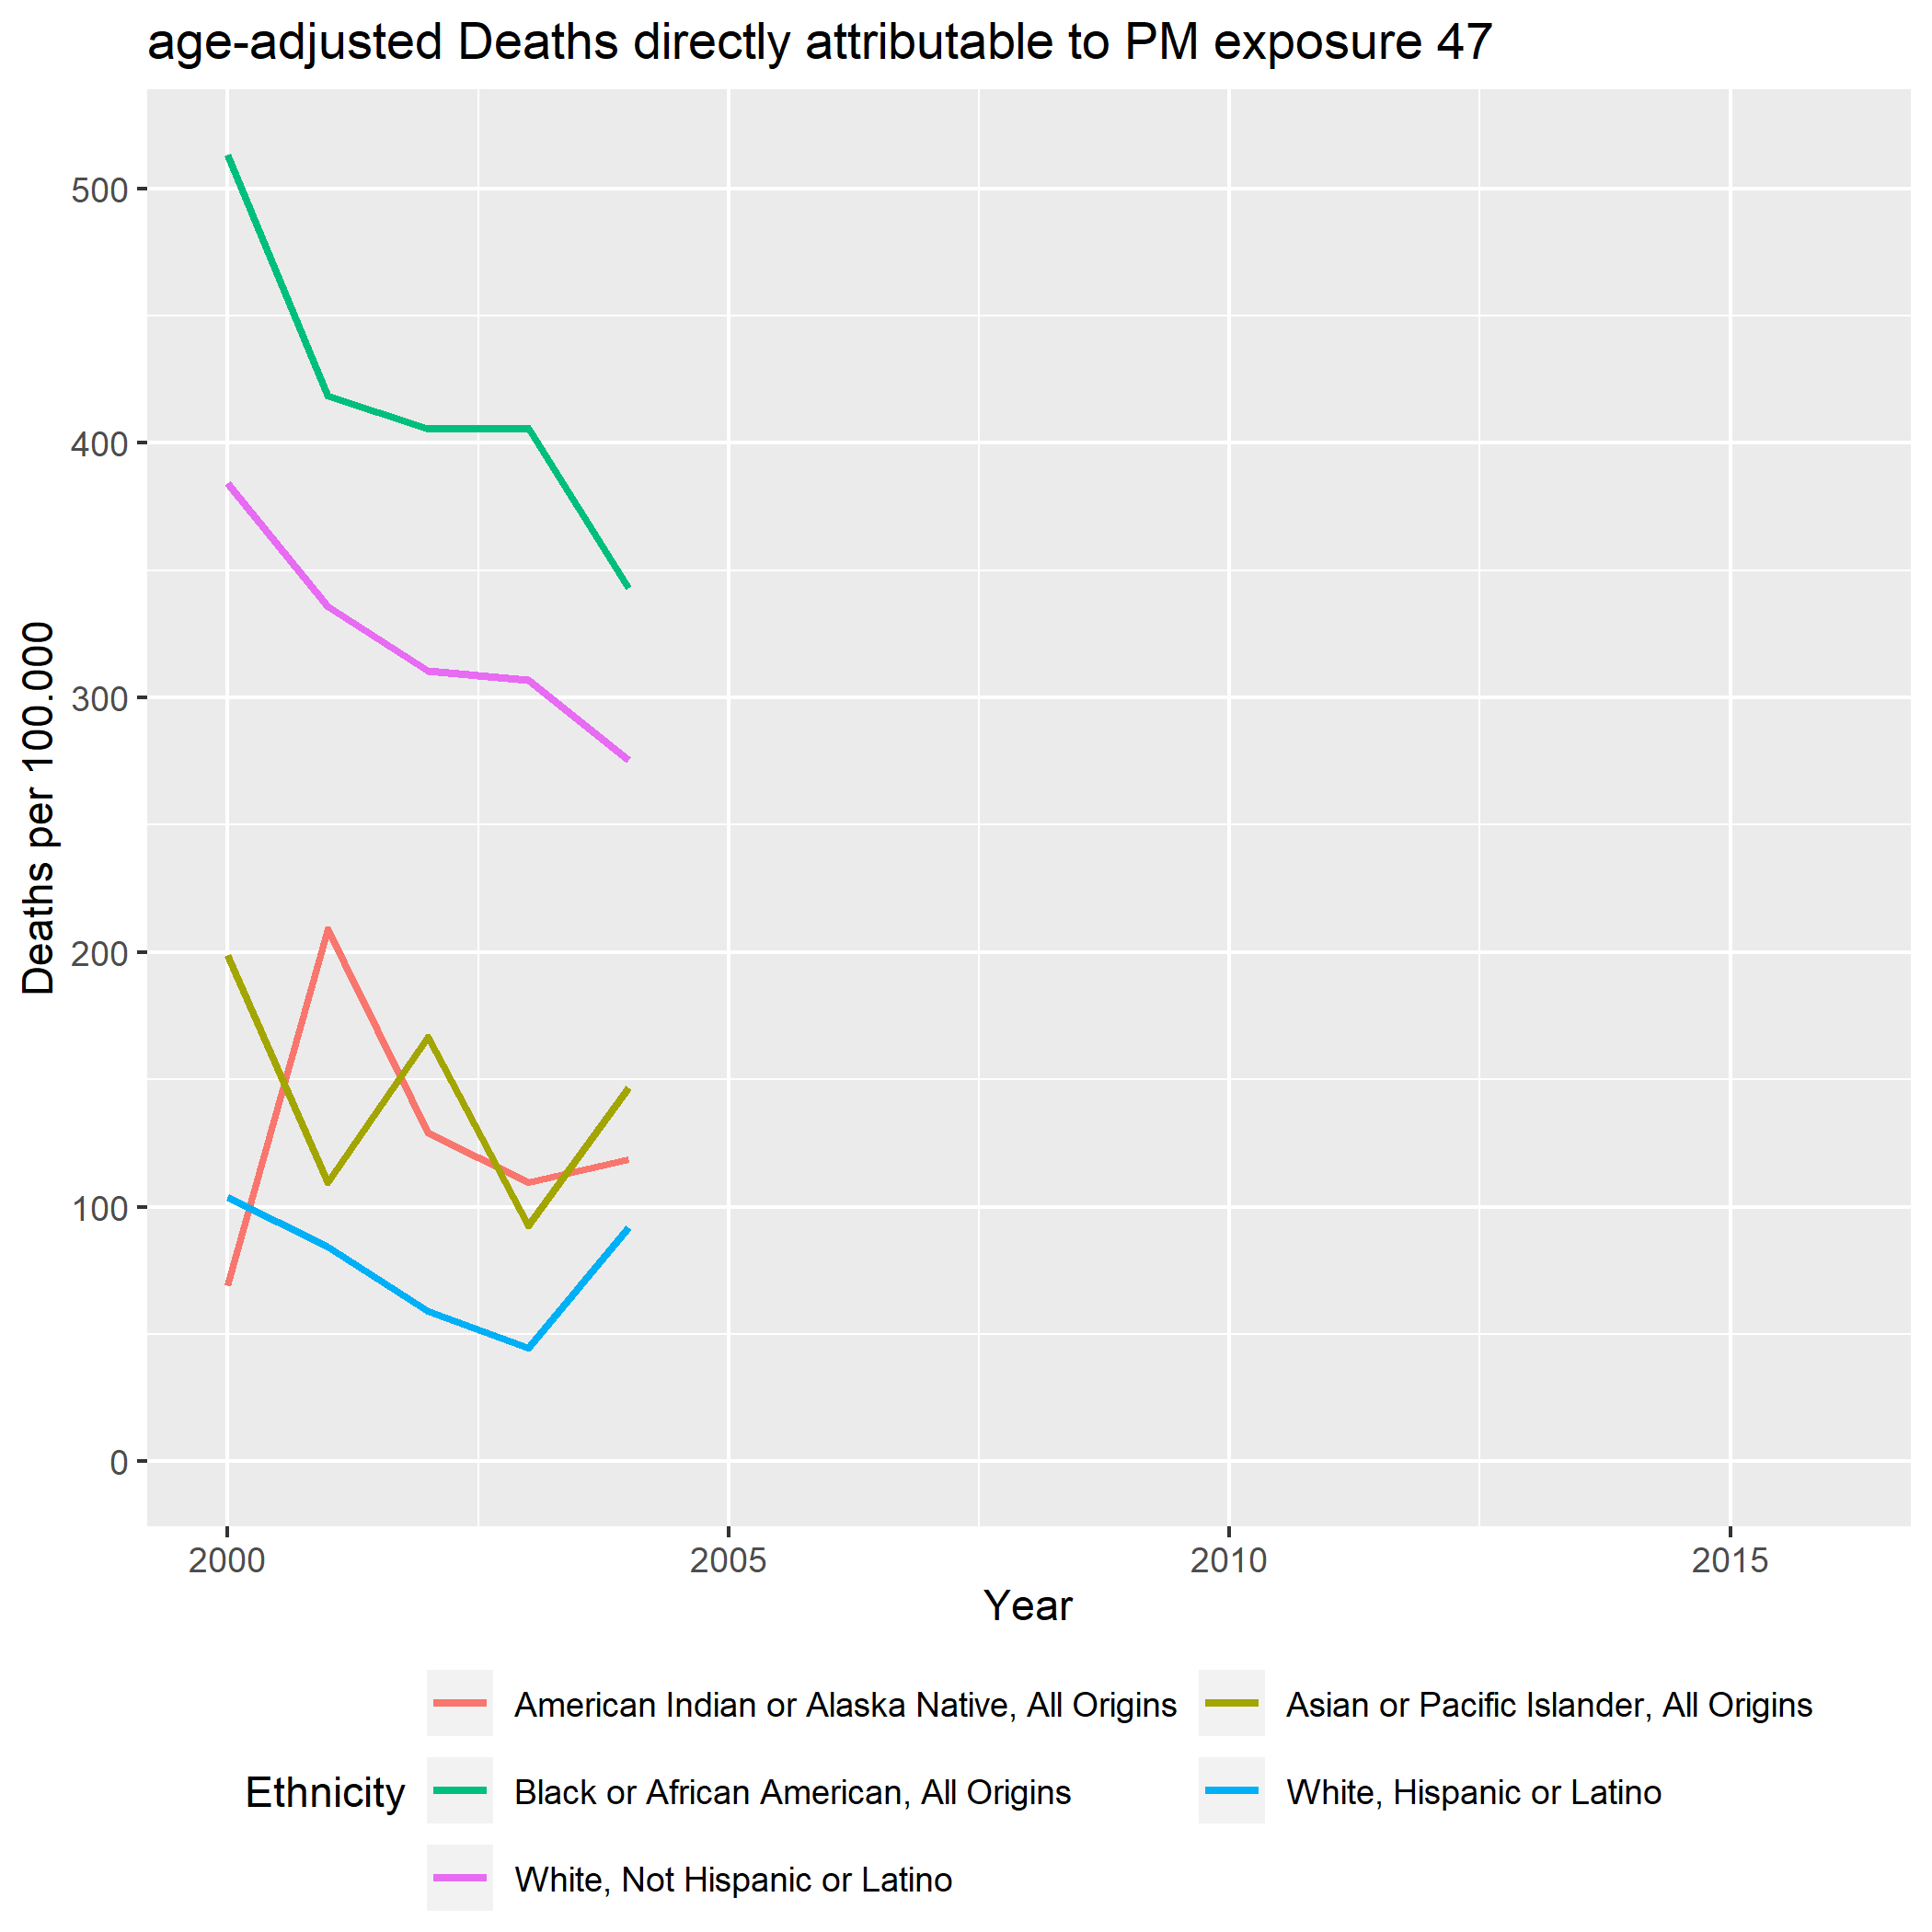 age-adjusted Deaths directly attributable to PM exposure 47
Deaths per 100.000
500
400
300
200
100
0
2000 2005 2010 2015
Year
Ethnicity
American Indian or Alaska Native, All Origins
Asian or Pacific Islander, All Origins
Black or African American, All Origins
White, Hispanic or Latino
White, Not Hispanic or Latino